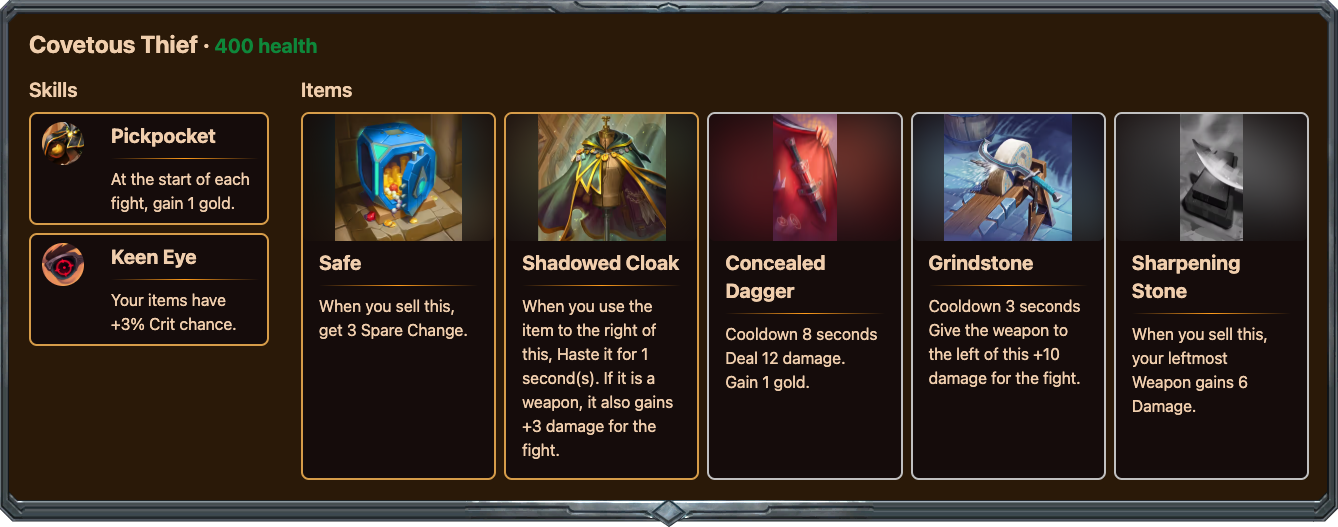 Covetous Thief · 400 health
Skills
Pickpocket
At the start of each
fight, gain 1 gold.
Keen Eye
Your items have
+3% Crit chance.
Items
Safe
When you sell this,
get 3 Spare Change.
Shadowed Cloak
When you use the
item to the right of
this, Haste it for 1
second(s). If it is a
weapon, it also gains
+3 damage for the
fight.
Concealed
Dagger
Cooldown 8 seconds
Deal 12 damage.
Gain 1 gold.
Grindstone
Cooldown 3 seconds
Give the weapon to
the left of this +10
damage for the fight.
Sharpening
Stone
When you sell this,
your leftmost
Weapon gains 6
Damage.